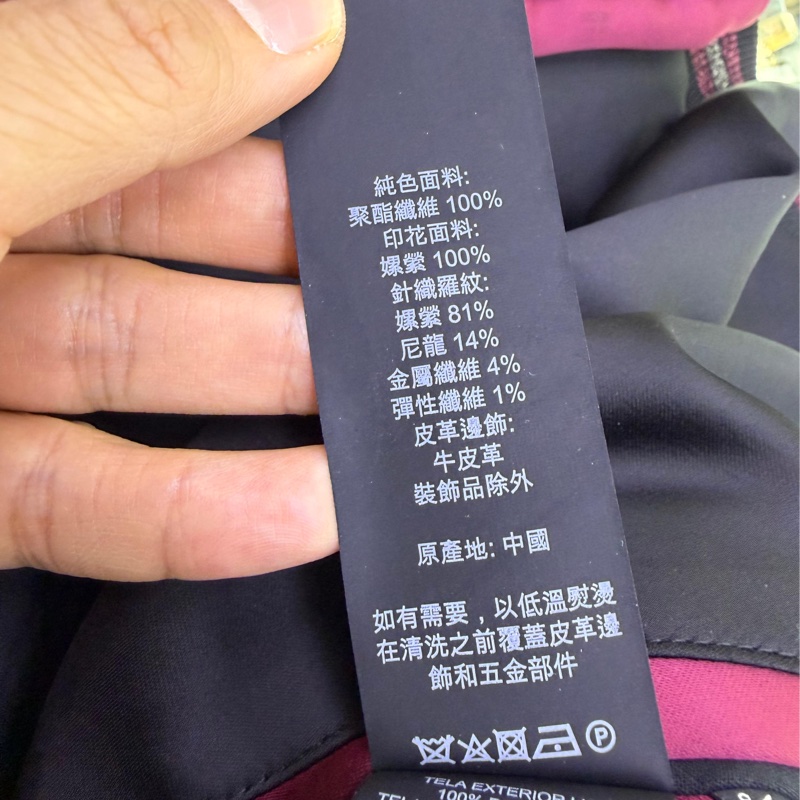 純色面料:
聚酯纖維 100%
印花面料:
嫘縈 100%
針織羅紋:
嫘縈 81%
尼龍 14%
金屬纖維 4%
彈性纖維 1%
皮革邊飾:
牛皮革
裝飾品除外
原產地: 中國
如有需要，以低溫熨燙
在清洗之前覆蓋皮革邊
飾和五金部件
P
TELA EXTERIOR
100%